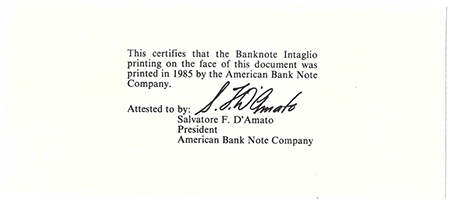 This certifies that the Banknote Intaglio
printing on the face of this document was
printed in 1985 by the American Bank Note
Company.
Attested to by: S. F. D'Amato
Salvatore F. D'Amato
President
American Bank Note Company